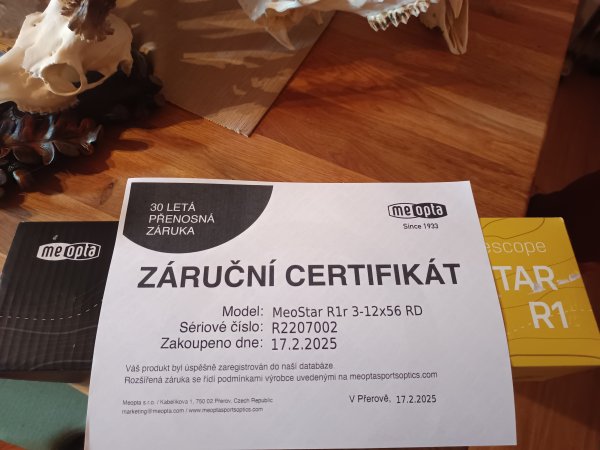 30 LETÁ
PŘENOSNÁ
ZÁRUKA
meopta
Since 1933
meopta
ZÁRUČNÍ CERTIFIKÁT
escope
TAR-
R1
Model: MeoStar R1r 3-12x56 RD
Sériové číslo: R2207002
Zakoupeno dne: 17.2.2025
Váš produkt byl úspěšně zaregistrován do naší databáze.
Rozšířená záruka se řídí podmínkami výrobce uvedenými na meoptasportsoptics.com
Meopta s.r.o. / Kabelíkova 1, 750 02 Přerov, Czech Republic
marketing@meopta.com / www.meoptasportsoptics.com
V Přerově, 17.2.2025